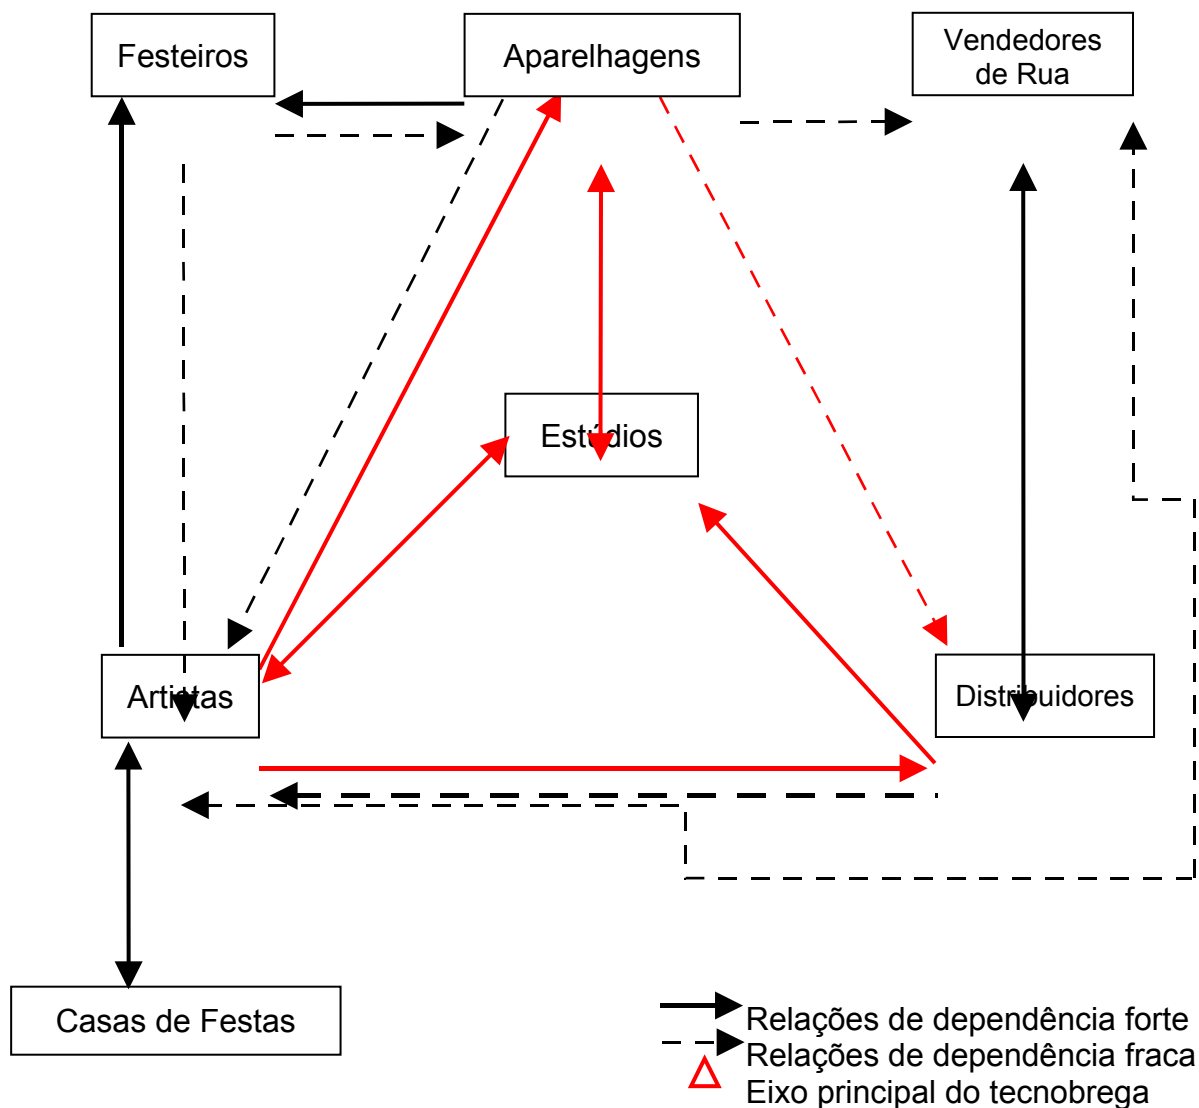 Festeiros
Aparelhagens
Vendedores
de Rua
Estúdios
Artistas
Distribuidores
Casas de Festas
Relações de dependência forte
Relações de dependência fraca
Eixo principal do tecnobrega